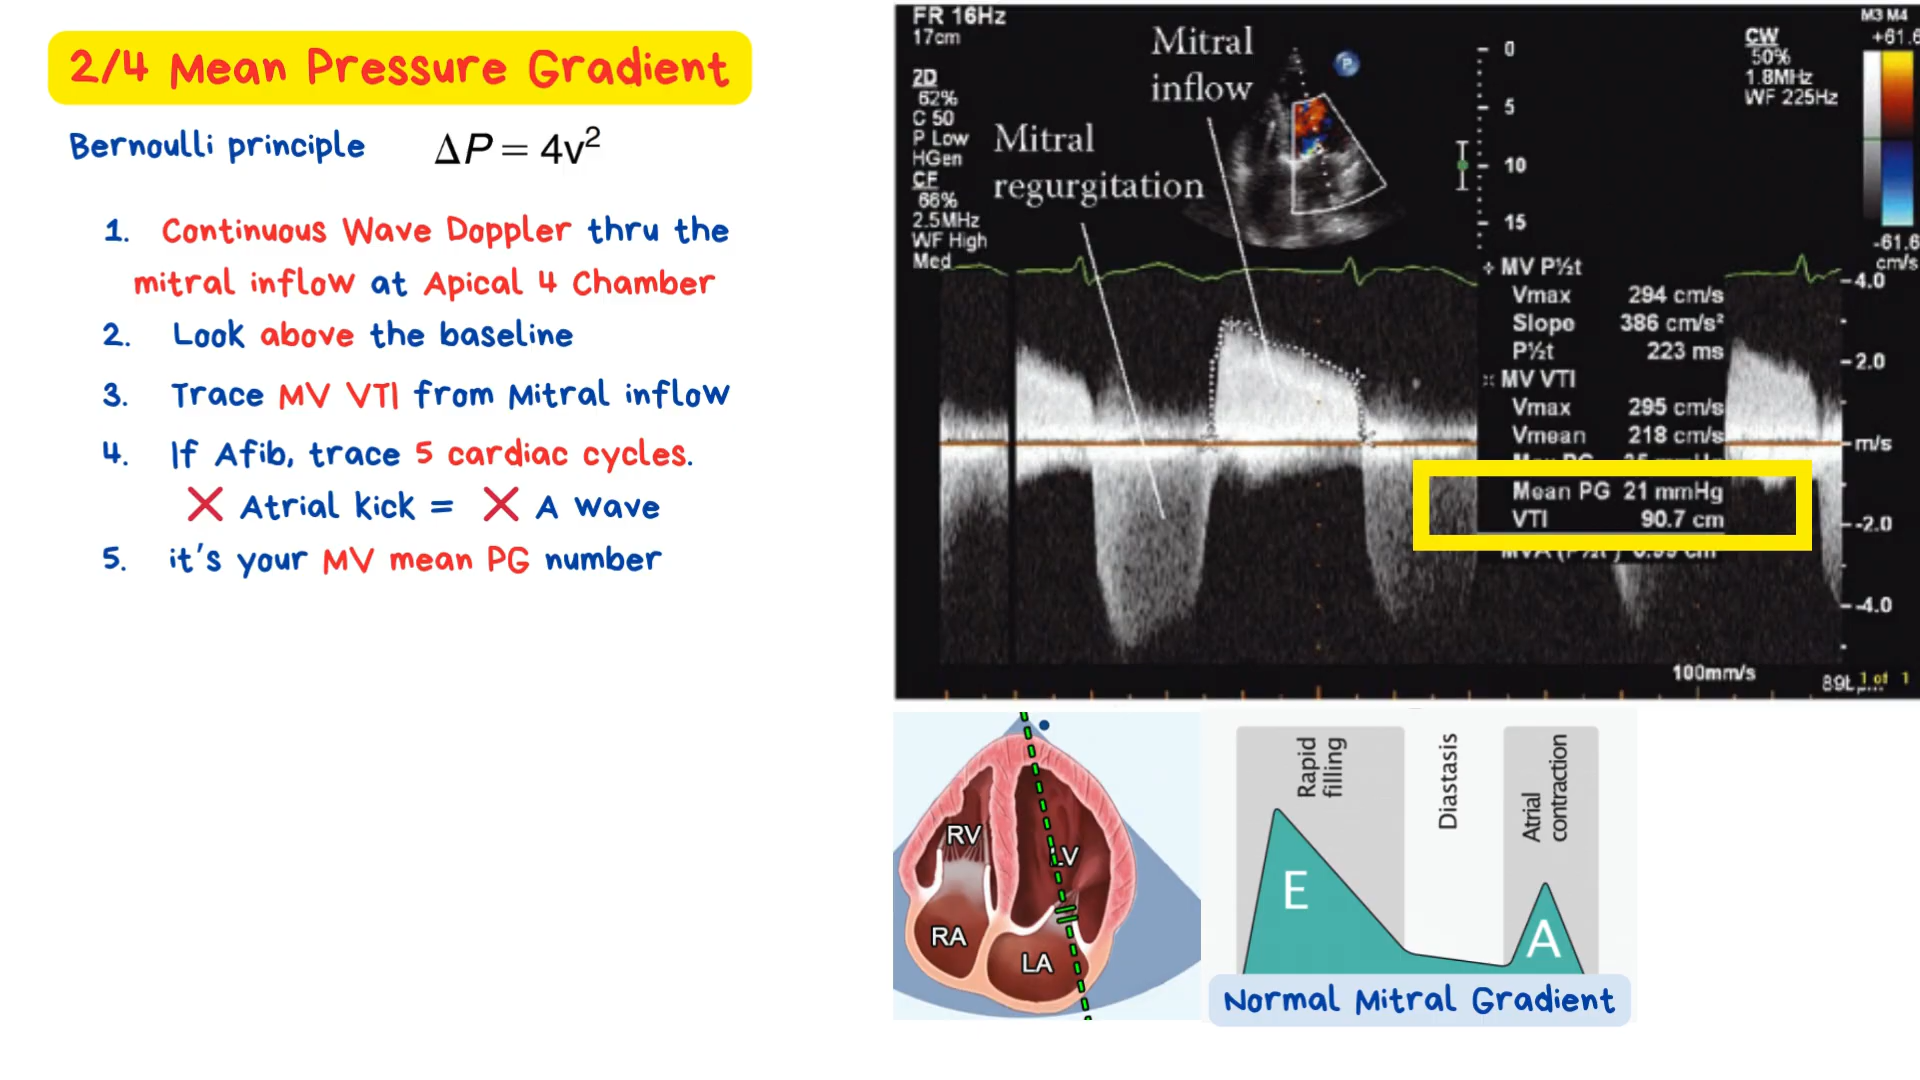 2/4 Mean Pressure Gradient
Bernoulli principle ΔP = 4v²
1. Continuous Wave Doppler thru the
mitral inflow at Apical 4 Chamber
2. Look above the baseline
3. Trace MV VTI from Mitral inflow
4. If Afib, trace 5 cardiac cycles.
❌ Atrial kick = ❌ A wave
5. it's your MV mean PG number
FR 16Hz
17cm
2D
62%
C 50
P Low
HGen
CF
66%
2.5MHz
WF High
Med
Mitral
inflow
Mitral
regurgitation
P
0
5
10
15
CW
50%
1.8MHz
WF 225Hz
M3 M4
+61.6
-61.6
cm/s
MV P½t
Vmax 294 cm/s
Slope 386 cm/s²
P½t 223 ms
MV VTI
Vmax 295 cm/s
Vmean 218 cm/s
Mean PG 21 mmHg
VTI 90.7 cm
4.0
2.0
m/s
-2.0
-4.0
100mm/s
1 of 1
RV
LV
RA
LA
Rapid
filling
Diastasis
Atrial
contraction
E
A
Normal Mitral Gradient